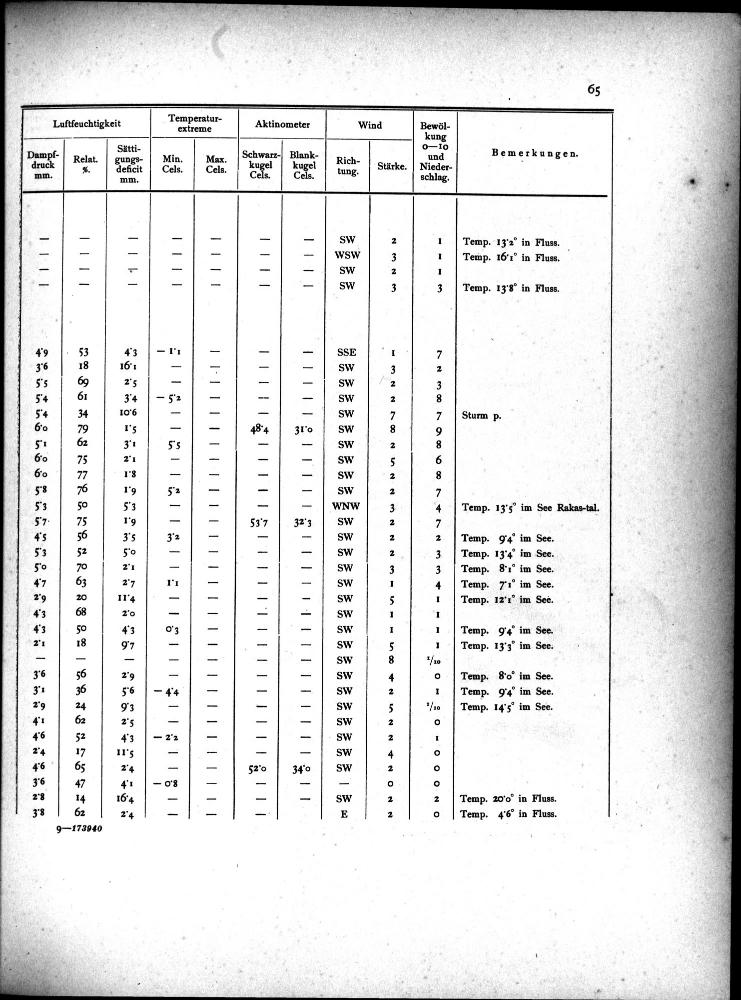 65
Luftfeuchtigkeit Temperatur-extreme Aktinometer Wind Bewölkung 0—10 und Niederschlag. Bemerkungen.
Dampfdruck mm. Relat. %. Sättigungsdeficit mm. Min. Cels. Max. Cels. Schwarzkugel Cels. Blankkugel Cels. Richtung. Stärke.
— — — — — — — SW 2 1 Temp. 13·2° in Fluss.
— — — — — — — WSW 3 1 Temp. 16·1° in Fluss.
— — — — — — — SW 2 1
— — — — — — — SW 3 3 Temp. 13·8° in Fluss.
4·9 53 4·3 — 1·1 — — — SSE 1 7
3·6 18 16·1 — — — — SW 3 2
5·5 69 2·5 — — — — SW 2 3
5·4 61 3·4 — 5·2 — — — SW 2 8
5·4 34 10·6 — — — — SW 7 7 Sturm p.
6·0 79 1·5 — — 48·4 31·0 SW 8 9
5·1 62 3·1 5·5 — — — SW 2 8
6·0 75 2·1 — — — — SW 5 6
6·0 77 1·8 — — — — SW 2 8
5·8 76 1·9 5·2 — — — SW 2 7
5·3 50 5·3 — — — — WNW 3 4 Temp. 13·5° im See Rakas-tal.
5·7 75 1·9 — — 53·7 32·3 SW 2 7
4·5 56 3·5 3·2 — — — SW 2 2 Temp. 9·4° im See.
5·3 52 5·0 — — — — SW 2 3 Temp. 13·4° im See.
5·0 70 2·1 — — — — SW 3 3 Temp. 8·1° im See.
4·7 63 2·7 1·1 — — — SW 1 4 Temp. 7·1° im See.
2·9 20 11·4 — — — — SW 5 1 Temp. 12·1° im See.
4·3 68 2·0 — — — — SW 1 1
4·3 50 4·3 0·3 — — — SW 1 1 Temp. 9·4° im See.
2·1 18 9·7 — — — — SW 5 1 Temp. 13·3° im See.
— — — — — — — SW 8 1/10
3·6 56 2·9 — — — — SW 4 0 Temp. 8·0° im See.
3·1 36 5·6 — 4·4 — — — SW 2 1 Temp. 9·4° im See.
2·9 24 9·3 — — — — SW 5 1/10 Temp. 14·5° im See.
4·1 62 2·5 — — — — SW 2 0
4·6 52 4·3 — 2·2 — — — SW 2 1
2·4 17 11·5 — — — — SW 4 0
4·6 65 2·4 — — 52·0 34·0 SW 2 0
3·6 47 4·1 — 0·8 — — — — 0 0
2·8 14 16·4 — — — — SW 2 2 Temp. 20·0° in Fluss.
3·8 62 2·4 — — — E 2 0 Temp. 4·6° in Fluss.
9—173940